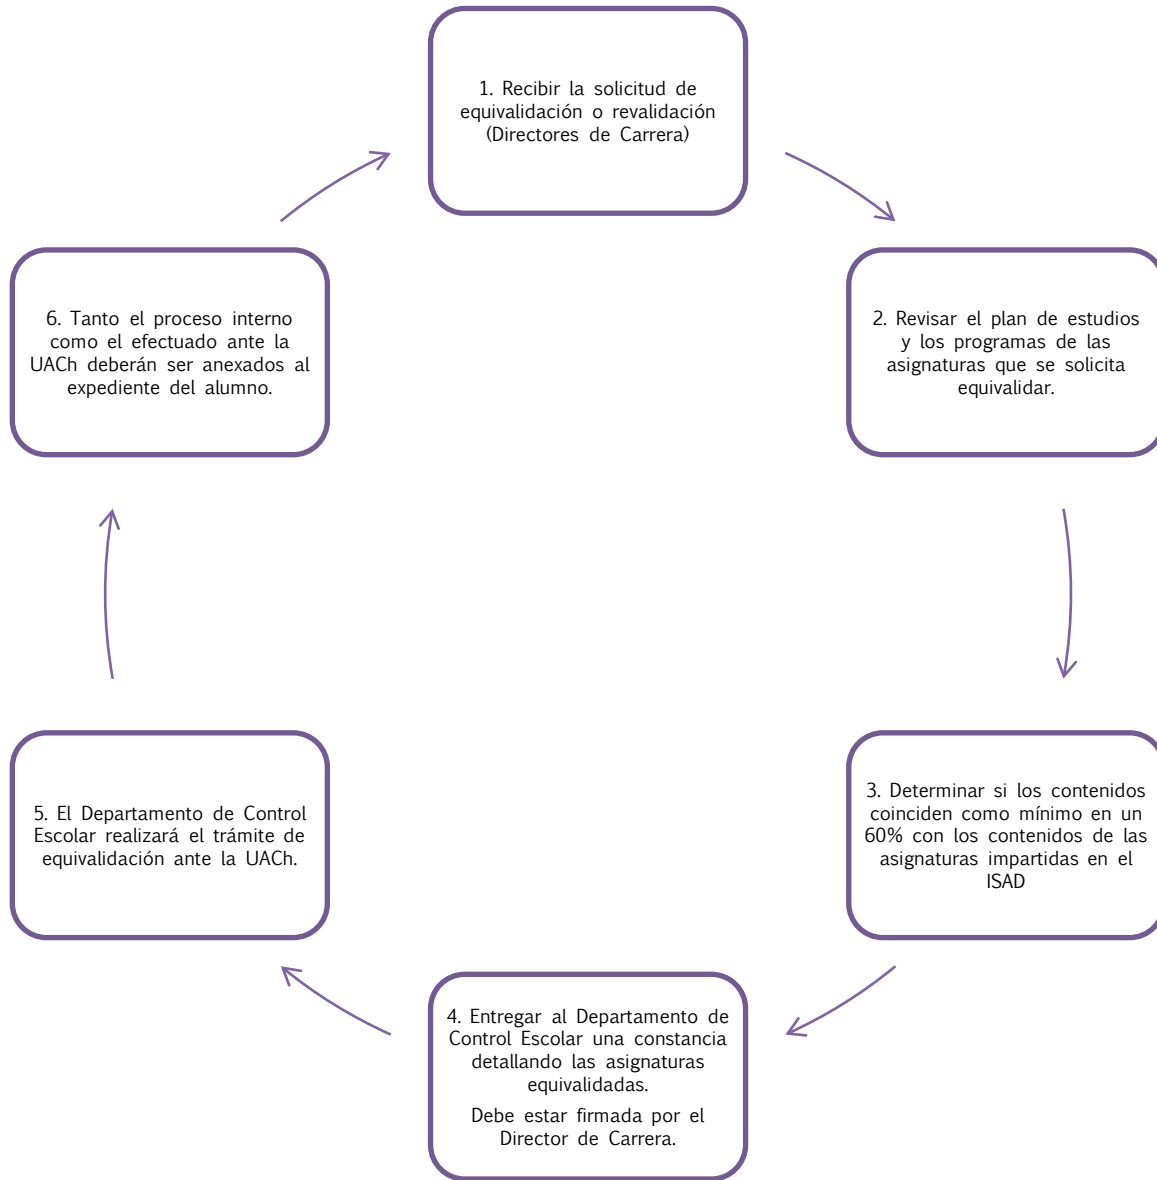 1. Recibir la solicitud de
equivalidación o revalidación
(Directores de Carrera)
2. Revisar el plan de estudios
y los programas de las
asignaturas que se solicita
equivalidar.
3. Determinar si los contenidos
coinciden como mínimo en un
60% con los contenidos de las
asignaturas impartidas en el
ISAD
4. Entregar al Departamento de
Control Escolar una constancia
detallando las asignaturas
equivalidadas.
Debe estar firmada por el
Director de Carrera.
5. El Departamento de Control
Escolar realizará el trámite de
equivalidación ante la UACh.
6. Tanto el proceso interno
como el efectuado ante la
UACh deberán ser anexados al
expediente del alumno.